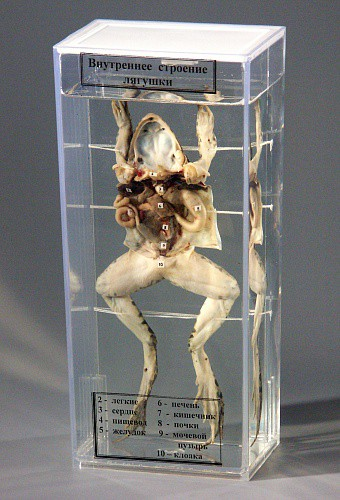 Внутреннее строение
лягушки
2 - легкие 6 - печень
3 - сердце 7 - кишечник
4 - пищевод 8 - почки
5 - желудок 9 - мочевой
пузырь
10 - клоака
10